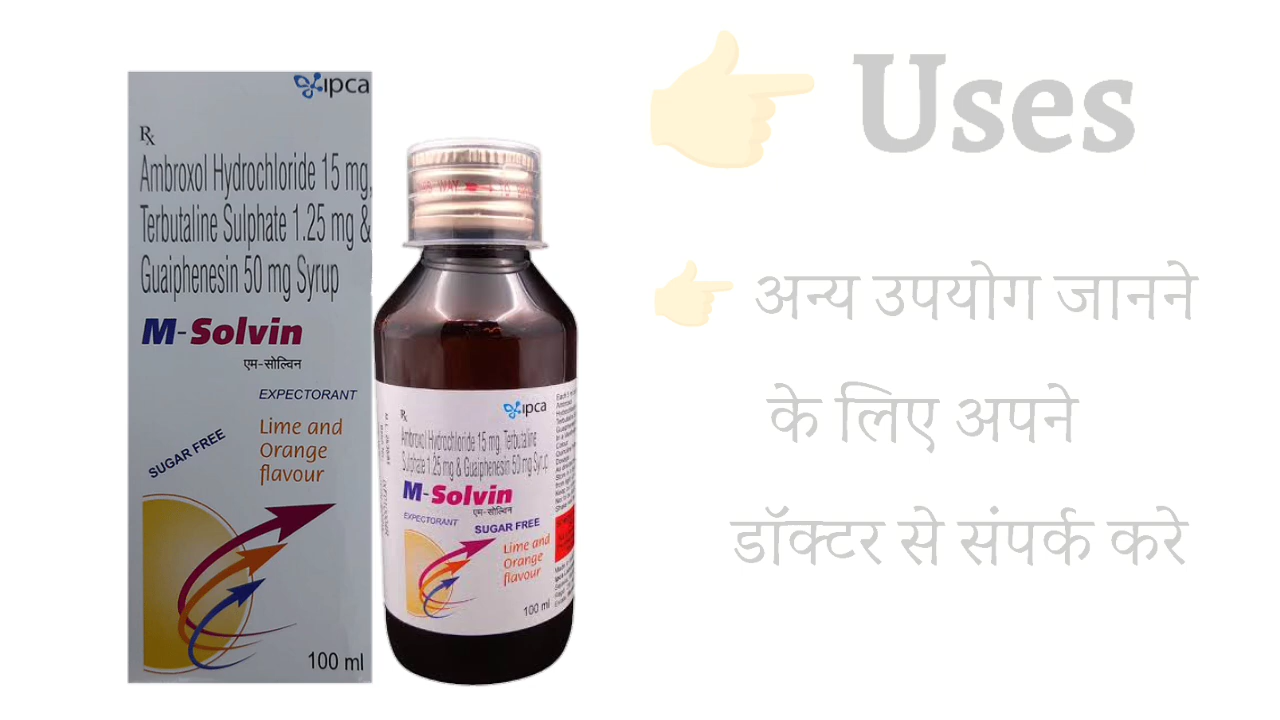 ipca
Rx
Ambroxol Hydrochloride 15 mg,
Terbutaline Sulphate 1.25 mg &
Guaiphenesin 50 mg Syrup
M-Solvin
एम-सोल्विन
EXPECTORANT
SUGAR FREE
Lime and
Orange
flavour
100 ml
Rx
ipca
Ambroxol Hydrochloride 15 mg, Terbutaline
Sulphate 1.25 mg & Guaiphenesin 50 mg Syrup
M-Solvin
एम-सोल्विन
EXPECTORANT
SUGAR FREE
Lime and
Orange
flavour
100 ml
👉 Uses
👉 अन्य उपयोग जानने
के लिए अपने
डॉक्टर से संपर्क करे